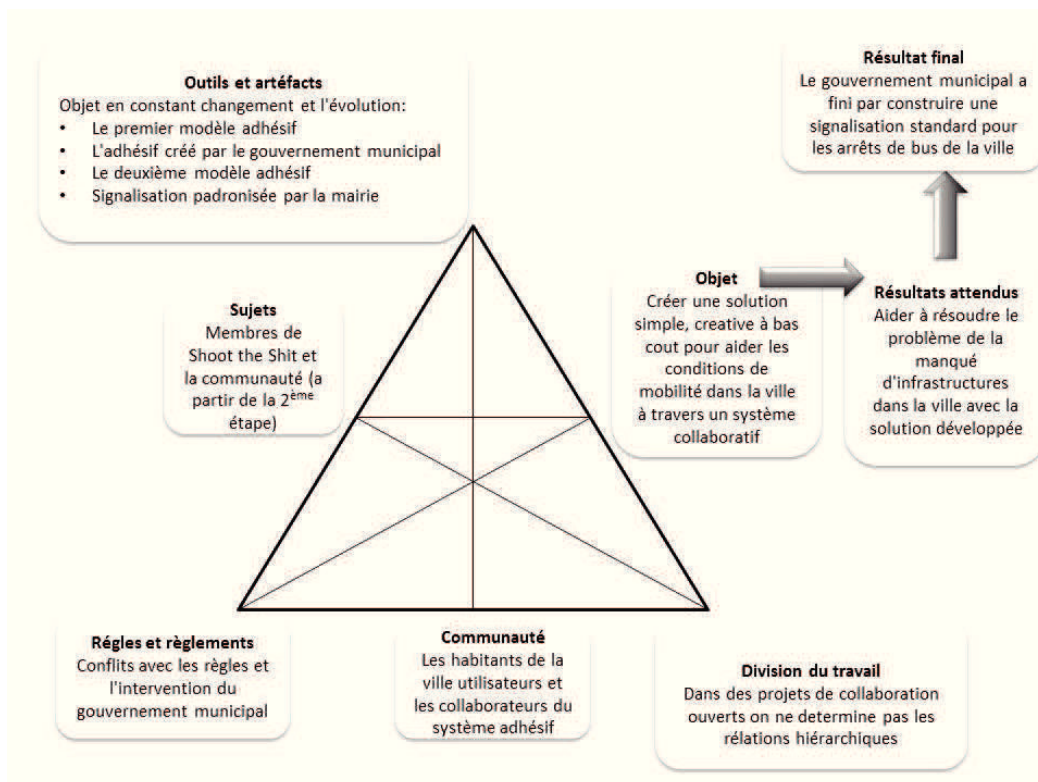 Outils et artéfacts
Objet en constant changement et l'évolution:
• Le premier modèle adhésif
• L'adhésif créé par le gouvernement municipal
• Le deuxième modèle adhésif
• Signalisation padronisée par la mairie
Résultat final
Le gouvernement municipal a
fini par construire une
signalisation standard pour
les arrêts de bus de la ville
Sujets
Membres de
Shoot the Shit et
la communauté (a
partir de la 2ème
étape)
Objet
Créer une solution
simple, creative à bas
cout pour aider les
conditions de
mobilité dans la ville
à travers un système
collaboratif
Résultats attendus
Aider à résoudre le
problème de la
manqué
d'infrastructures
dans la ville avec la
solution développée
Régles et règlements
Conflits avec les règles et
l'intervention du
gouvernement municipal
Communauté
Les habitants de la
ville utilisateurs et
les collaborateurs du
système adhésif
Division du travail
Dans des projets de collaboration
ouverts on ne determine pas les
rélations hiérarchiques